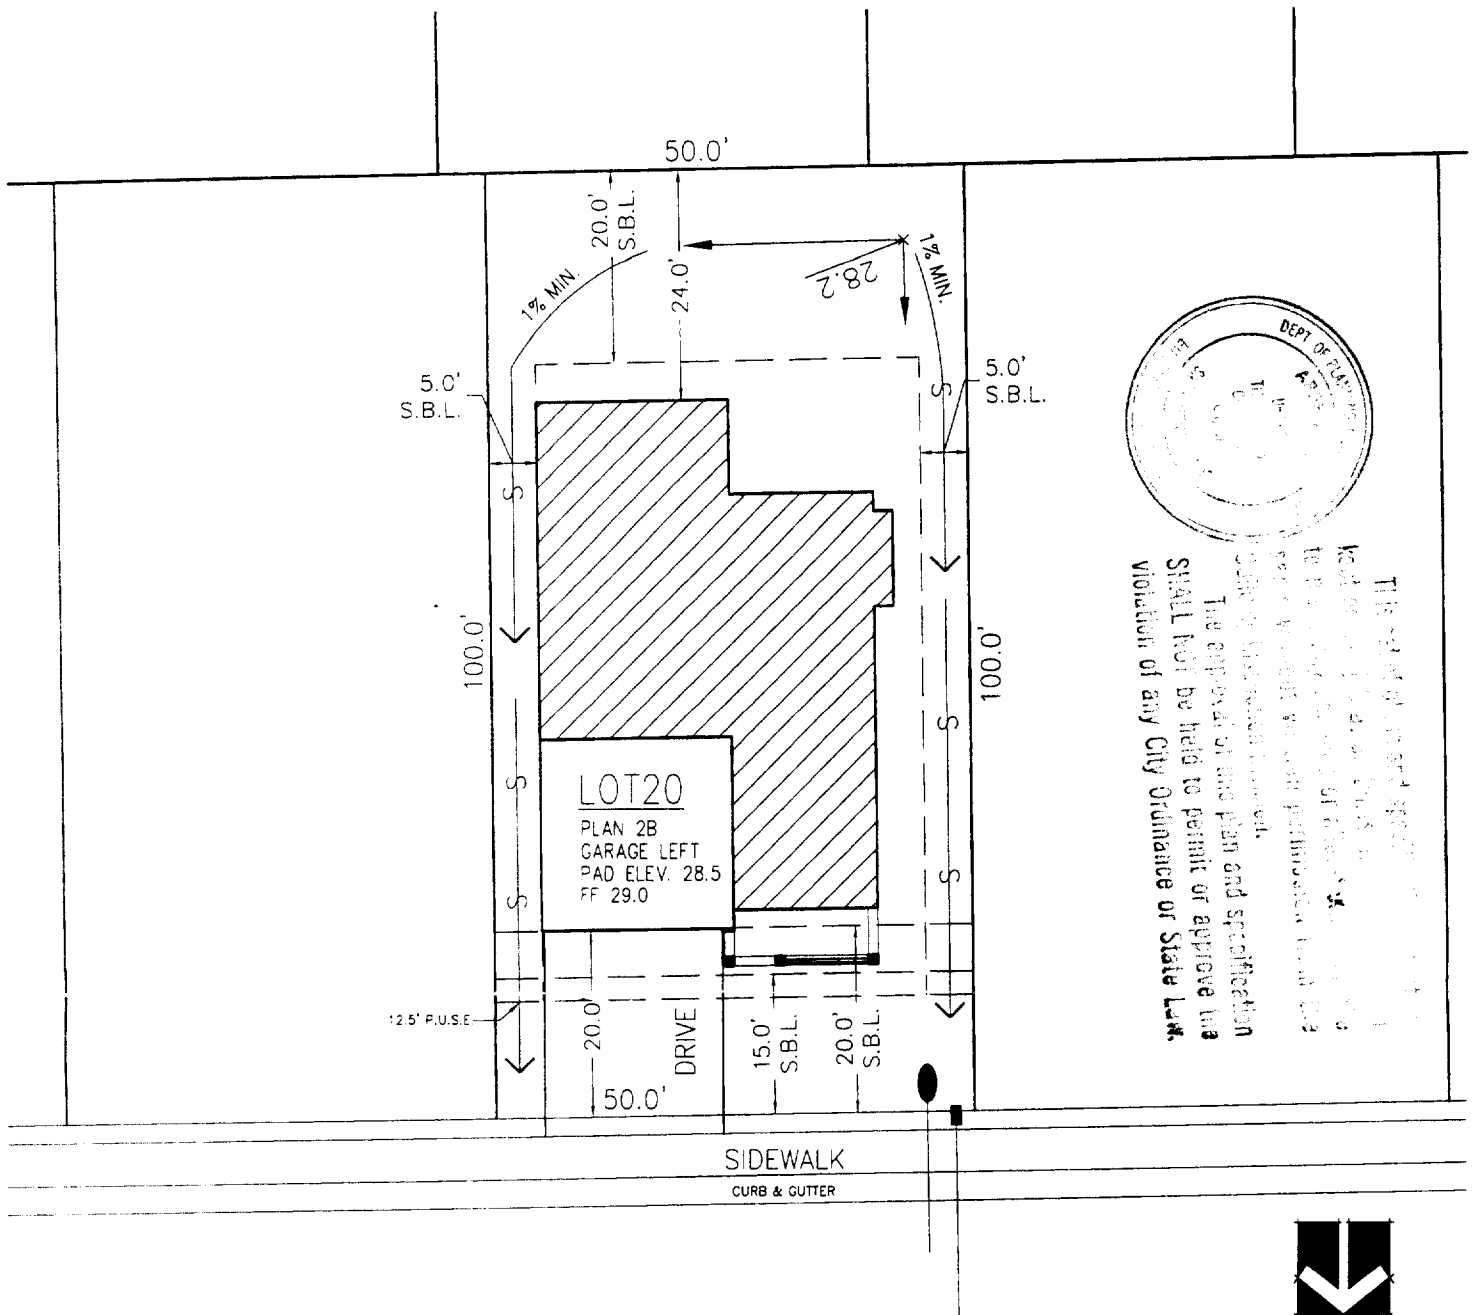 50.0'
20.0'
S.B.L.
24.0'
1% MIN.
28.2
1% MIN.
5.0'
S.B.L.
5.0'
S.B.L.
S
S
100.0'
100.0'
S
S
S
S
LOT20
PLAN 2B
GARAGE LEFT
PAD ELEV. 28.5
FF 29.0
12.5' P.U.S.E
20.0'
DRIVE
15.0'
S.B.L.
20.0'
S.B.L.
50.0'
SIDEWALK
CURB & GUTTER
DEPT OF PLANNING
The approval of this plan and specification
SHALL NOT be held to permit or approve the
violation of any City Ordinance or State Law.